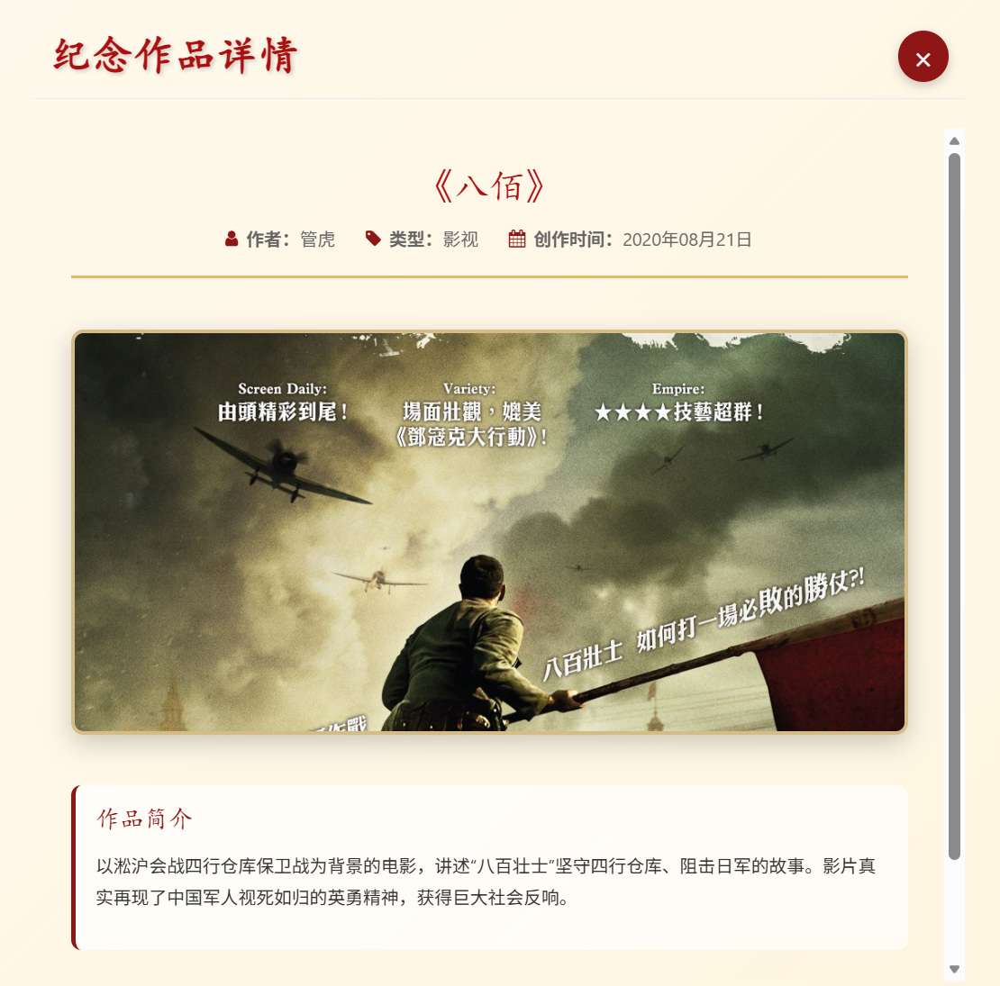 纪念作品详情
《八佰》
作者：管虎 类型：影视 创作时间：2020年08月21日
Screen Daily:
由頭精彩到尾！
Variety:
場面壯觀，媲美
《鄧寇克大行動》！
Empire:
★★★★技藝超群！
八百壯士 如何打一場必敗的勝仗?!
作戰
作品简介
以淞沪会战四行仓库保卫战为背景的电影，讲述“八百壮士”坚守四行仓库、阻击日军的故事。影片真
实再现了中国军人视死如归的英勇精神，获得巨大社会反响。